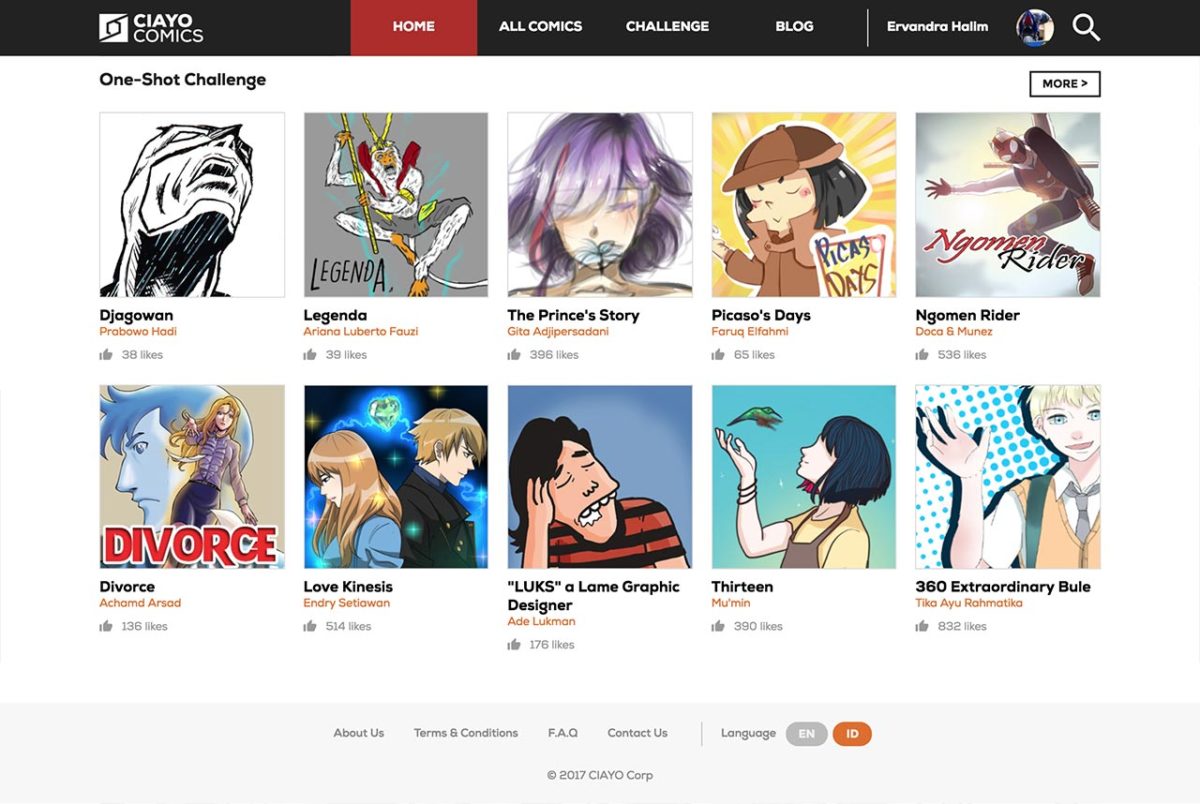 CIAYO
COMICS
HOME
ALL COMICS
CHALLENGE
BLOG
Ervandra Halim
One-Shot Challenge
MORE >
LEGENDA,
PICASO'S
DAYS
Ngomen
Rider
Djagowan
Prabowo Hadi
38 likes
Legenda
Ariana Luberto Fauzi
39 likes
The Prince's Story
Gita Adjipersadani
396 likes
Picaso's Days
Faruq Elfahmi
65 likes
Ngomen Rider
Doca & Munez
536 likes
DIVORCE
Divorce
Achamd Arsad
136 likes
Love Kinesis
Endry Setiawan
514 likes
"LUKS" a Lame Graphic
Designer
Ade Lukman
176 likes
Thirteen
Mu'min
390 likes
360 Extraordinary Bule
Tika Ayu Rahmatika
832 likes
About Us
Terms & Conditions
F.A.Q
Contact Us
Language
EN
ID
© 2017 CIAYO Corp